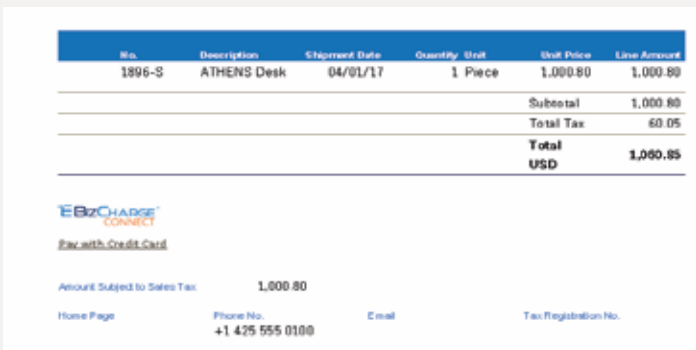 No. Description Shipment Date Quantity Unit Unit Price Line Amount
1896-S ATHENS Desk 04/01/17 1 Piece 1,000.80 1,000.80
Subtotal 1,000.80
Total Tax 60.05
Total USD 1,060.85
EBizCharge CONNECT
Pay with Credit Card
Amount Subject to Sales Tax 1,000.80
Home Page Phone No. Email Tax Registration No.
+1 425 555 0100